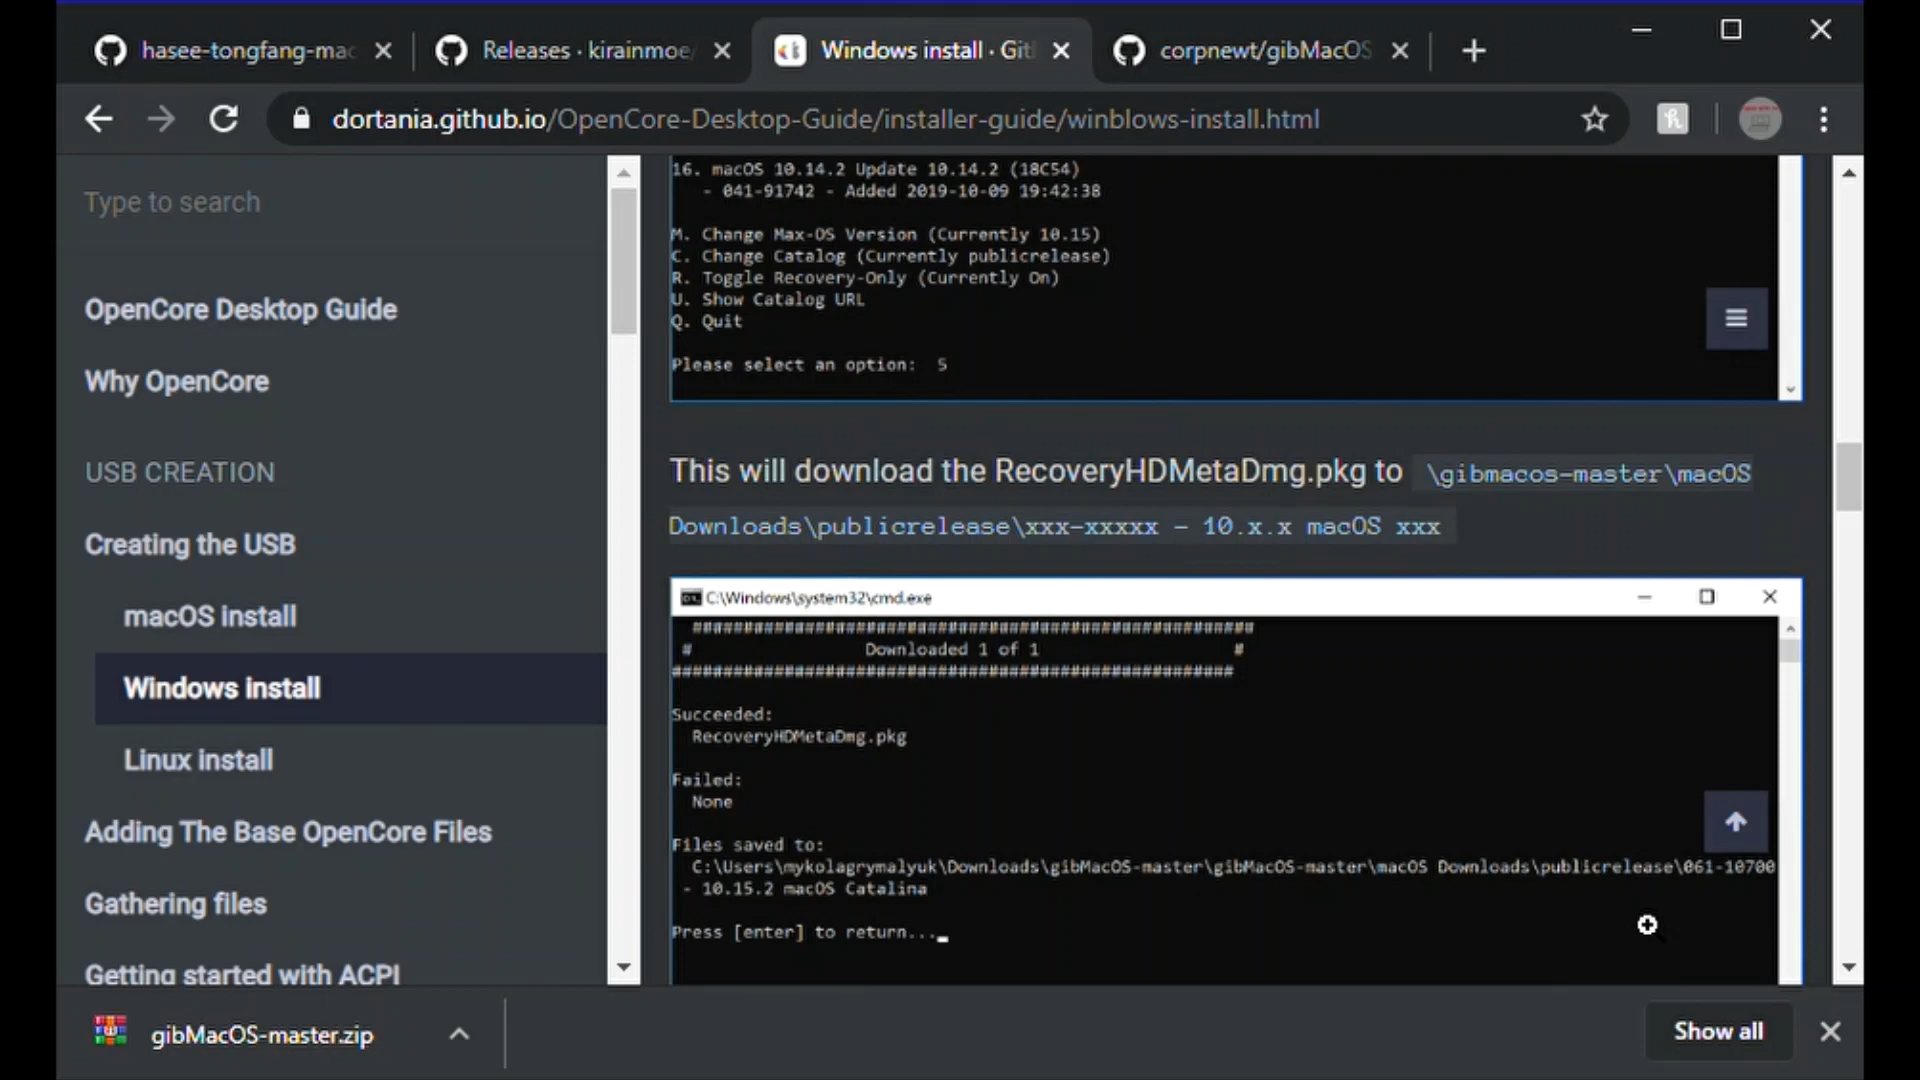 hasee-tongfang-mac
Releases · kirainmoe/
Windows install · Git
corpnewt/gibMacOS
dortania.github.io/OpenCore-Desktop-Guide/installer-guide/winblows-install.html
Type to search
OpenCore Desktop Guide
Why OpenCore
USB CREATION
Creating the USB
macOS install
Windows install
Linux install
Adding The Base OpenCore Files
Gathering files
Getting started with ACPI
16. macOS 10.14.2 Update 10.14.2 (18C54)
- 041-91742 - Added 2019-10-09 19:42:38
M. Change Max-OS Version (Currently 10.15)
C. Change Catalog (Currently publicrelease)
R. Toggle Recovery-Only (Currently On)
U. Show Catalog URL
Q. Quit
Please select an option: 5
This will download the RecoveryHDMetaDmg.pkg to \gibmacos-master\macOS
Downloads\publicrelease\xxx-xxxxx - 10.x.x macOS xxx
C:\Windows\system32\cmd.exe
#######################################################
# Downloaded 1 of 1 #
#######################################################
Succeeded:
RecoveryHDMetaDmg.pkg
Failed:
None
Files saved to:
C:\Users\mykolagrymalyuk\Downloads\gibMacOS-master\gibMacOS-master\macOS Downloads\publicrelease\061-10700
- 10.15.2 macOS Catalina
Press [enter] to return..._
gibMacOS-master.zip
Show all